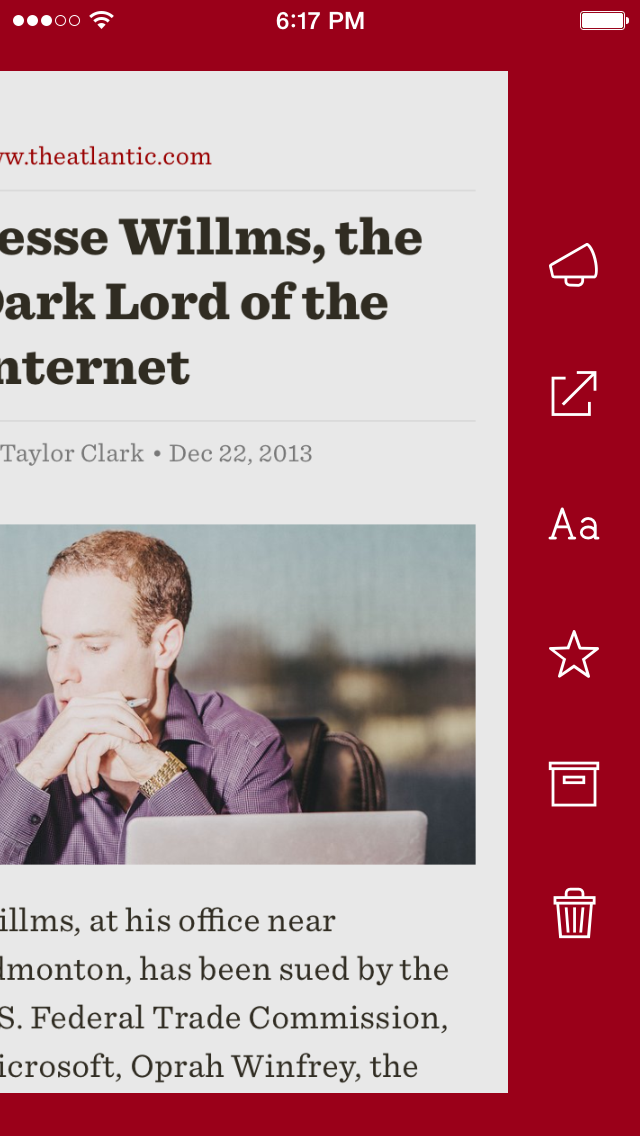 6:17 PM
ww.theatlantic.com
esse Willms, the
Dark Lord of the
nternet
Taylor Clark • Dec 22, 2013
Aa
illms, at his office near
dmonton, has been sued by the
S. Federal Trade Commission,
icrosoft, Oprah Winfrey, the